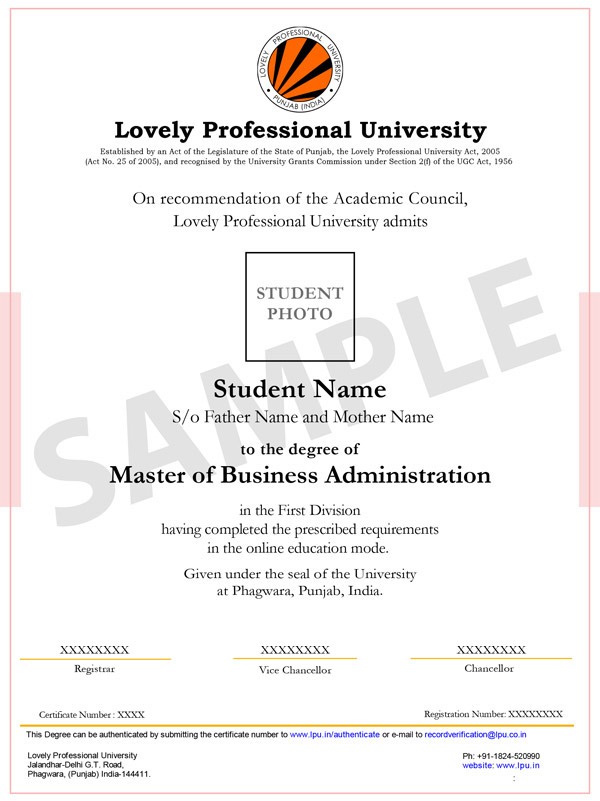 LOVELY PROFESSIONAL UNIVERSITY
PUNJAB (INDIA)
Lovely Professional University
Established by an Act of the Legislature of the State of Punjab, the Lovely Professional University Act, 2005
(Act No. 25 of 2005), and recognised by the University Grants Commission under Section 2(f) of the UGC Act, 1956
On recommendation of the Academic Council,
Lovely Professional University admits
STUDENT
PHOTO
SAMPLE
Student Name
S/o Father Name and Mother Name
to the degree of
Master of Business Administration
in the First Division
having completed the prescribed requirements
in the online education mode.
Given under the seal of the University
at Phagwara, Punjab, India.
XXXXXXXX XXXXXXXX XXXXXXXX
Registrar Vice Chancellor Chancellor
Certificate Number : XXXX Registration Number: XXXXXXXX
This Degree can be authenticated by submitting the certificate number to www.lpu.in/authenticate or e-mail to recordverification@lpu.co.in
Lovely Professional University Ph: +91-1824-520990
Jalandhar-Delhi G.T. Road, website: www.lpu.in
Phagwara, (Punjab) India-144411. :